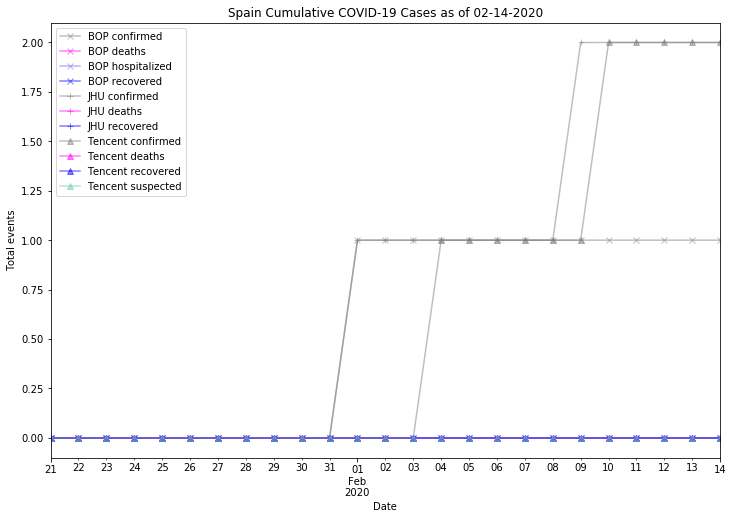 Spain Cumulative COVID-19 Cases as of 02-14-2020
BOP confirmed
BOP deaths
BOP hospitalized
BOP recovered
JHU confirmed
JHU deaths
JHU recovered
Tencent confirmed
Tencent deaths
Tencent recovered
Tencent suspected
Total events
2.00
1.75
1.50
1.25
1.00
0.75
0.50
0.25
0.00
21 22 23 24 25 26 27 28 29 30 31 01 02 03 04 05 06 07 08 09 10 11 12 13 14
Feb
2020
Date